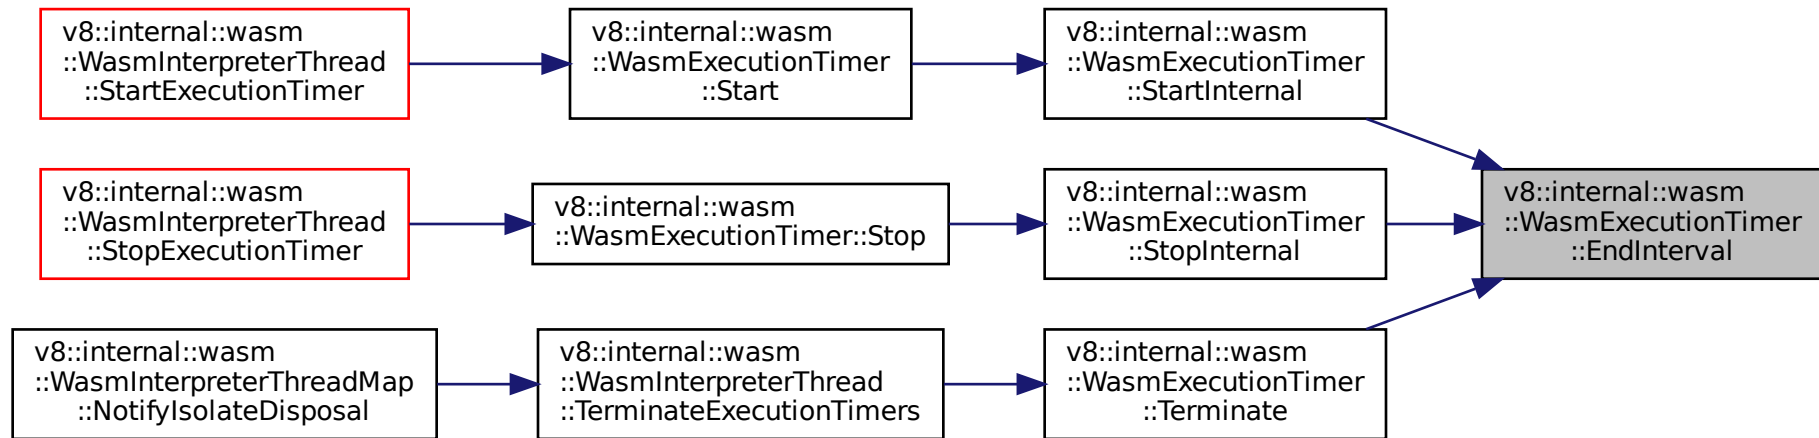 v8::internal::wasm
::WasmInterpreterThread
::StartExecutionTimer
v8::internal::wasm
::WasmExecutionTimer
::Start
v8::internal::wasm
::WasmExecutionTimer
::StartInternal
v8::internal::wasm
::WasmInterpreterThread
::StopExecutionTimer
v8::internal::wasm
::WasmExecutionTimer::Stop
v8::internal::wasm
::WasmExecutionTimer
::StopInternal
v8::internal::wasm
::WasmExecutionTimer
::EndInterval
v8::internal::wasm
::WasmInterpreterThreadMap
::NotifyIsolateDisposal
v8::internal::wasm
::WasmInterpreterThread
::TerminateExecutionTimers
v8::internal::wasm
::WasmExecutionTimer
::Terminate